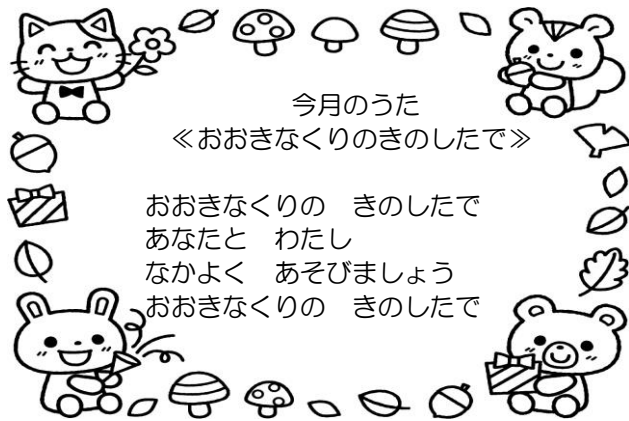 今月のうた
≪おおきなくりのきのしたで≫
おおきなくりの　きのしたで
あなたと　わたし
なかよく　あそびましょう
おおきなくりの　きのしたで